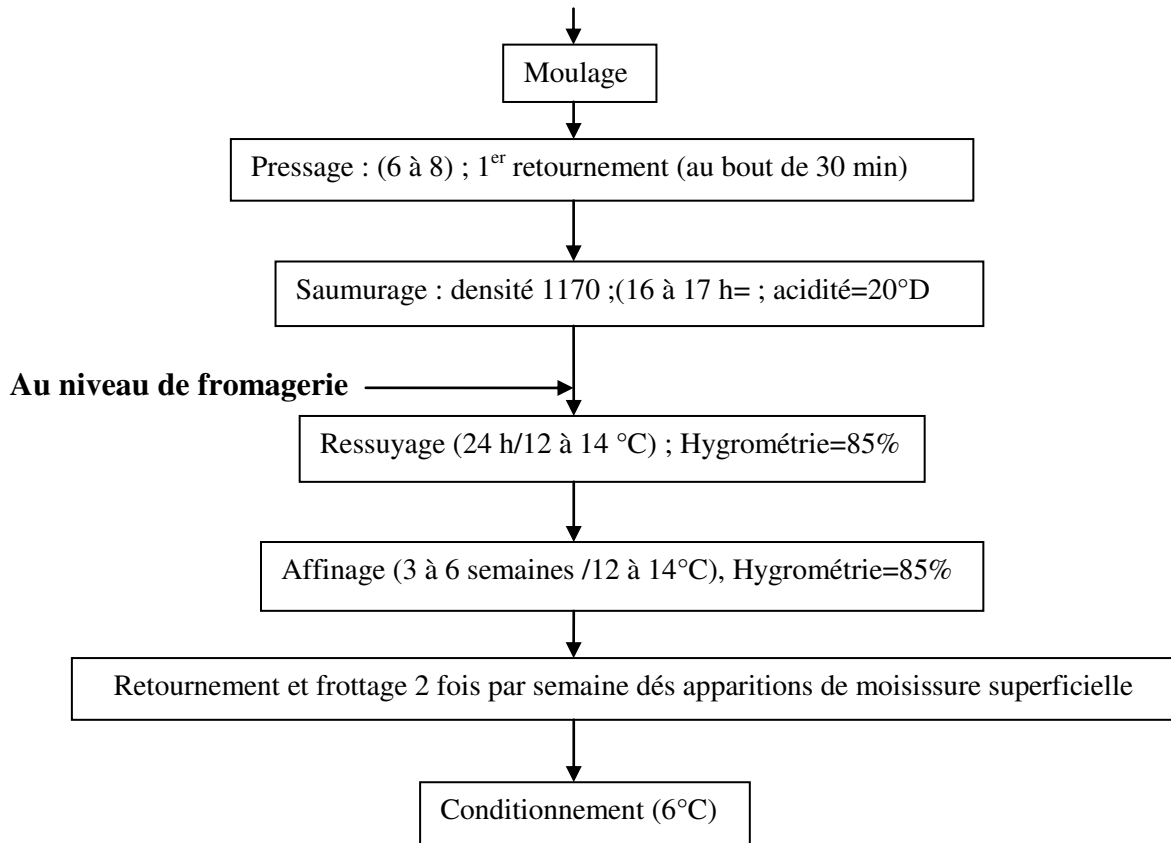 Moulage
Pressage : (6 à 8) ; 1er retournement (au bout de 30 min)
Saumurage : densité 1170 ;(16 à 17 h= ; acidité=20°D
Au niveau de fromagerie
Ressuyage (24 h/12 à 14 °C) ; Hygrométrie=85%
Affinage (3 à 6 semaines /12 à 14°C), Hygrométrie=85%
Retournement et frottage 2 fois par semaine dés apparitions de moisissure superficielle
Conditionnement (6°C)